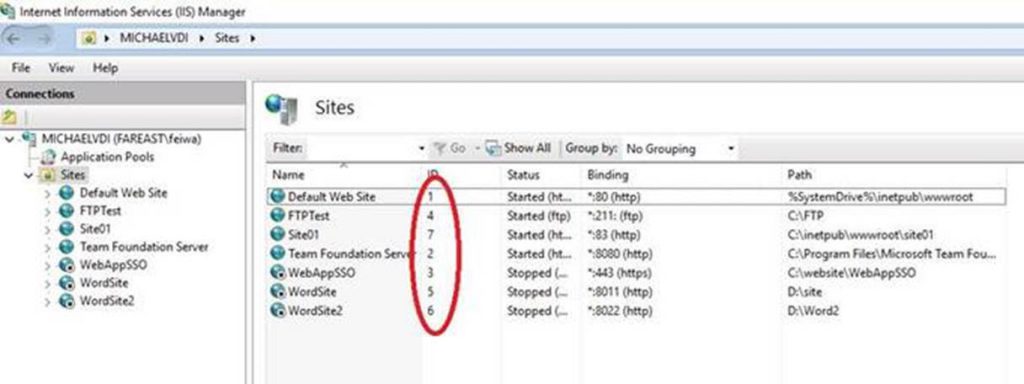 Internet Information Services (IIS) Manager
MICHAELVDI Sites
File View Help
Connections
MICHAELVDI (FAREAST\feiwa)
Application Pools
Sites
Default Web Site
FTPTest
Site01
Team Foundation Server
WebAppSSO
WordSite
WordSite2
Sites
Filter: Go Show All Group by: No Grouping
Name ID Status Binding Path
Default Web Site 1 Started (ht... *:80 (http) %SystemDrive%\inetpub\wwwroot
FTPTest 4 Started (ftp) *:211: (ftp) C:\FTP
Site01 7 Started (ht... *:83 (http) C:\inetpub\wwwroot\site01
Team Foundation Server 2 Started (ht... *:8080 (http) C:\Program Files\Microsoft Team Fou...
WebAppSSO 3 Stopped (... *:443 (https) C:\website\WebAppSSO
WordSite 5 Stopped (... *:8011 (http) D:\site
WordSite2 6 Stopped (... *:8022 (http) D:\Word2